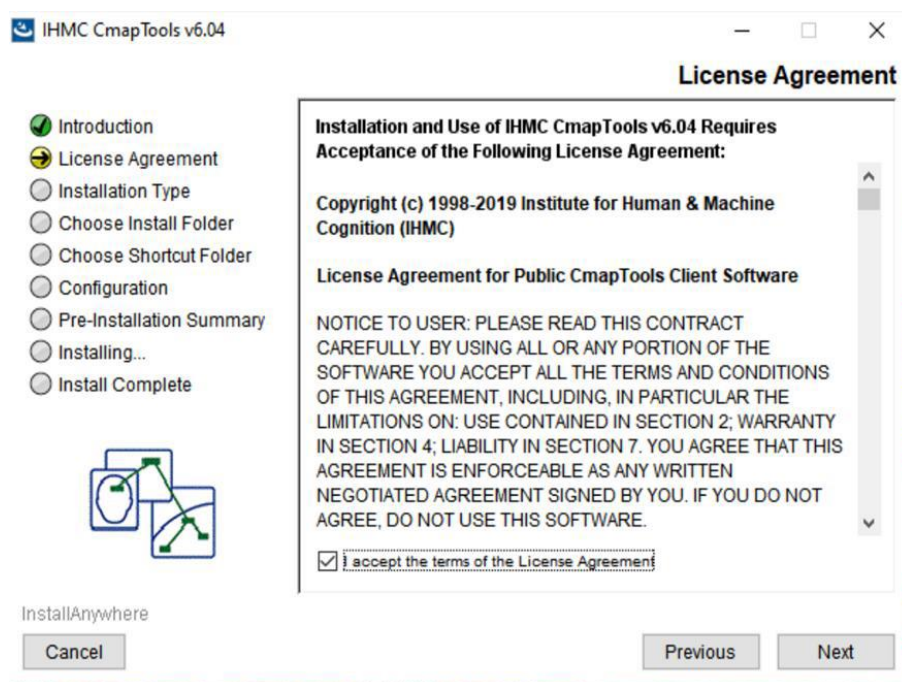 IHMC CmapTools v6.04
License Agreement
Introduction
License Agreement
Installation Type
Choose Install Folder
Choose Shortcut Folder
Configuration
Pre-Installation Summary
Installing...
Install Complete
Installation and Use of IHMC CmapTools v6.04 Requires
Acceptance of the Following License Agreement:
Copyright (c) 1998-2019 Institute for Human & Machine
Cognition (IHMC)
License Agreement for Public CmapTools Client Software
NOTICE TO USER: PLEASE READ THIS CONTRACT
CAREFULLY. BY USING ALL OR ANY PORTION OF THE
SOFTWARE YOU ACCEPT ALL THE TERMS AND CONDITIONS
OF THIS AGREEMENT, INCLUDING, IN PARTICULAR THE
LIMITATIONS ON: USE CONTAINED IN SECTION 2; WARRANTY
IN SECTION 4; LIABILITY IN SECTION 7. YOU AGREE THAT THIS
AGREEMENT IS ENFORCEABLE AS ANY WRITTEN
NEGOTIATED AGREEMENT SIGNED BY YOU. IF YOU DO NOT
AGREE, DO NOT USE THIS SOFTWARE.
I accept the terms of the License Agreement
InstallAnywhere
Cancel
Previous
Next